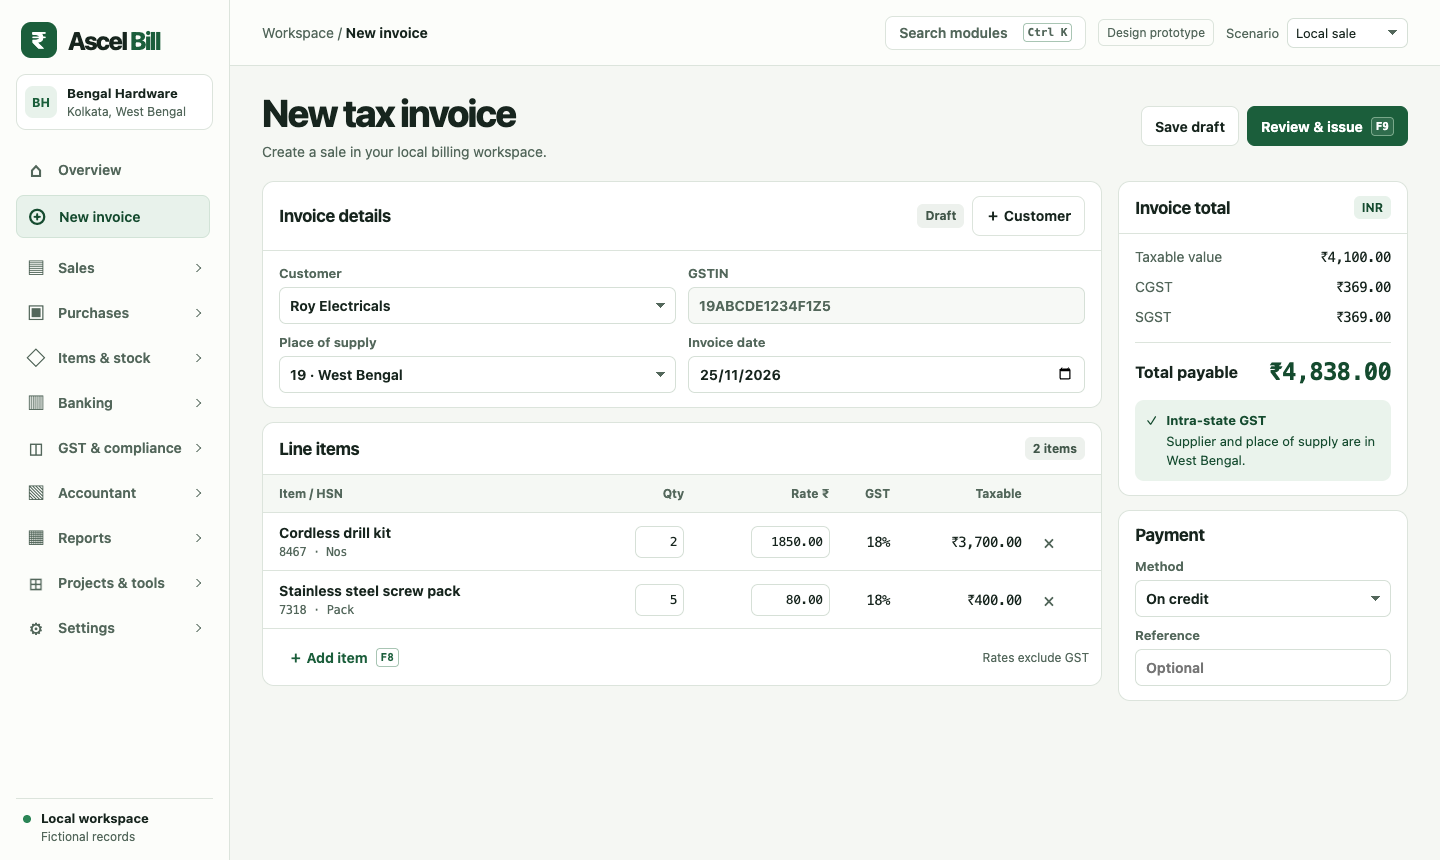 ₹ Ascel Bill
BH
Bengal Hardware
Kolkata, West Bengal
Overview
New invoice
Sales
Purchases
Items & stock
Banking
GST & compliance
Accountant
Reports
Projects & tools
Settings
Local workspace
Fictional records
Workspace / New invoice
Search modules Ctrl K
Design prototype
Scenario Local sale
New tax invoice
Create a sale in your local billing workspace.
Save draft
Review & issue F9
Invoice details
Draft
+ Customer
Customer
Roy Electricals
GSTIN
19ABCDE1234F1Z5
Place of supply
19 · West Bengal
Invoice date
25/11/2026
Line items
2 items
Item / HSN Qty Rate ₹ GST Taxable
Cordless drill kit
8467 · Nos
2 1850.00 18% ₹3,700.00 ×
Stainless steel screw pack
7318 · Pack
5 80.00 18% ₹400.00 ×
+ Add item F8
Rates exclude GST
Invoice total
INR
Taxable value ₹4,100.00
CGST ₹369.00
SGST ₹369.00
Total payable ₹4,838.00
✓ Intra-state GST
Supplier and place of supply are in
West Bengal.
Payment
Method
On credit
Reference
Optional